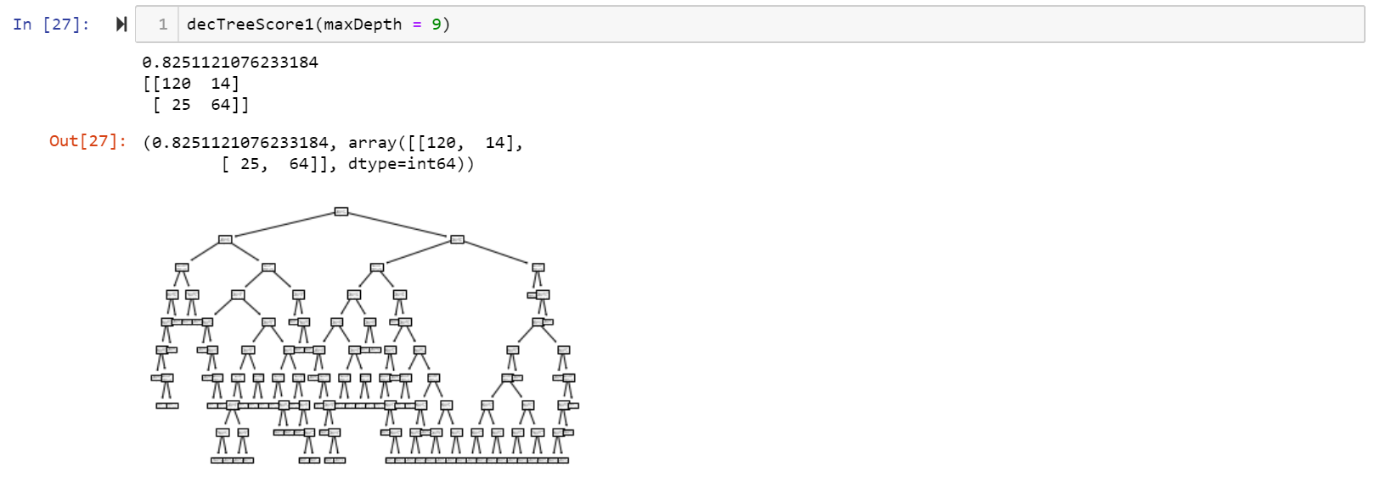 In [27]: 1 decTreeScore1(maxDepth = 9)
0.8251121076233184
[[120  14]
 [ 25  64]]
Out[27]: (0.8251121076233184, array([[120,  14],
       [ 25,  64]], dtype=int64))